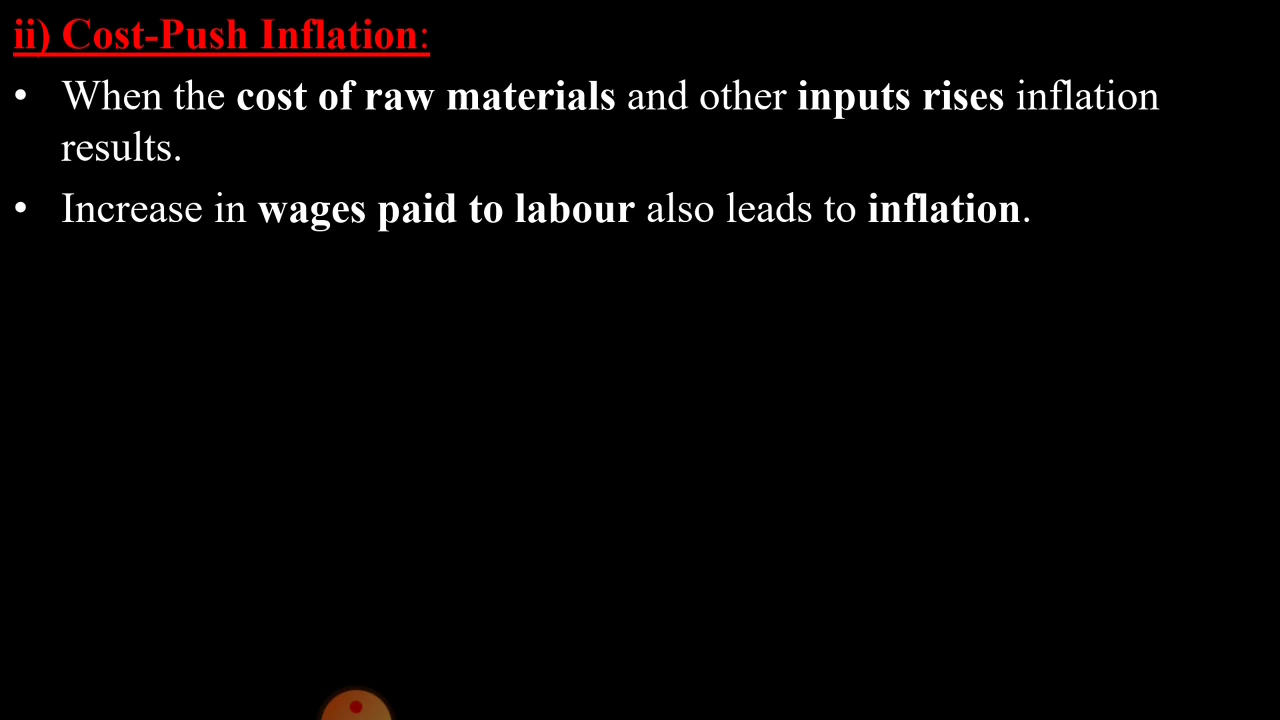 ii) Cost-Push Inflation:
• When the cost of raw materials and other inputs rises inflation
results.
• Increase in wages paid to labour also leads to inflation.